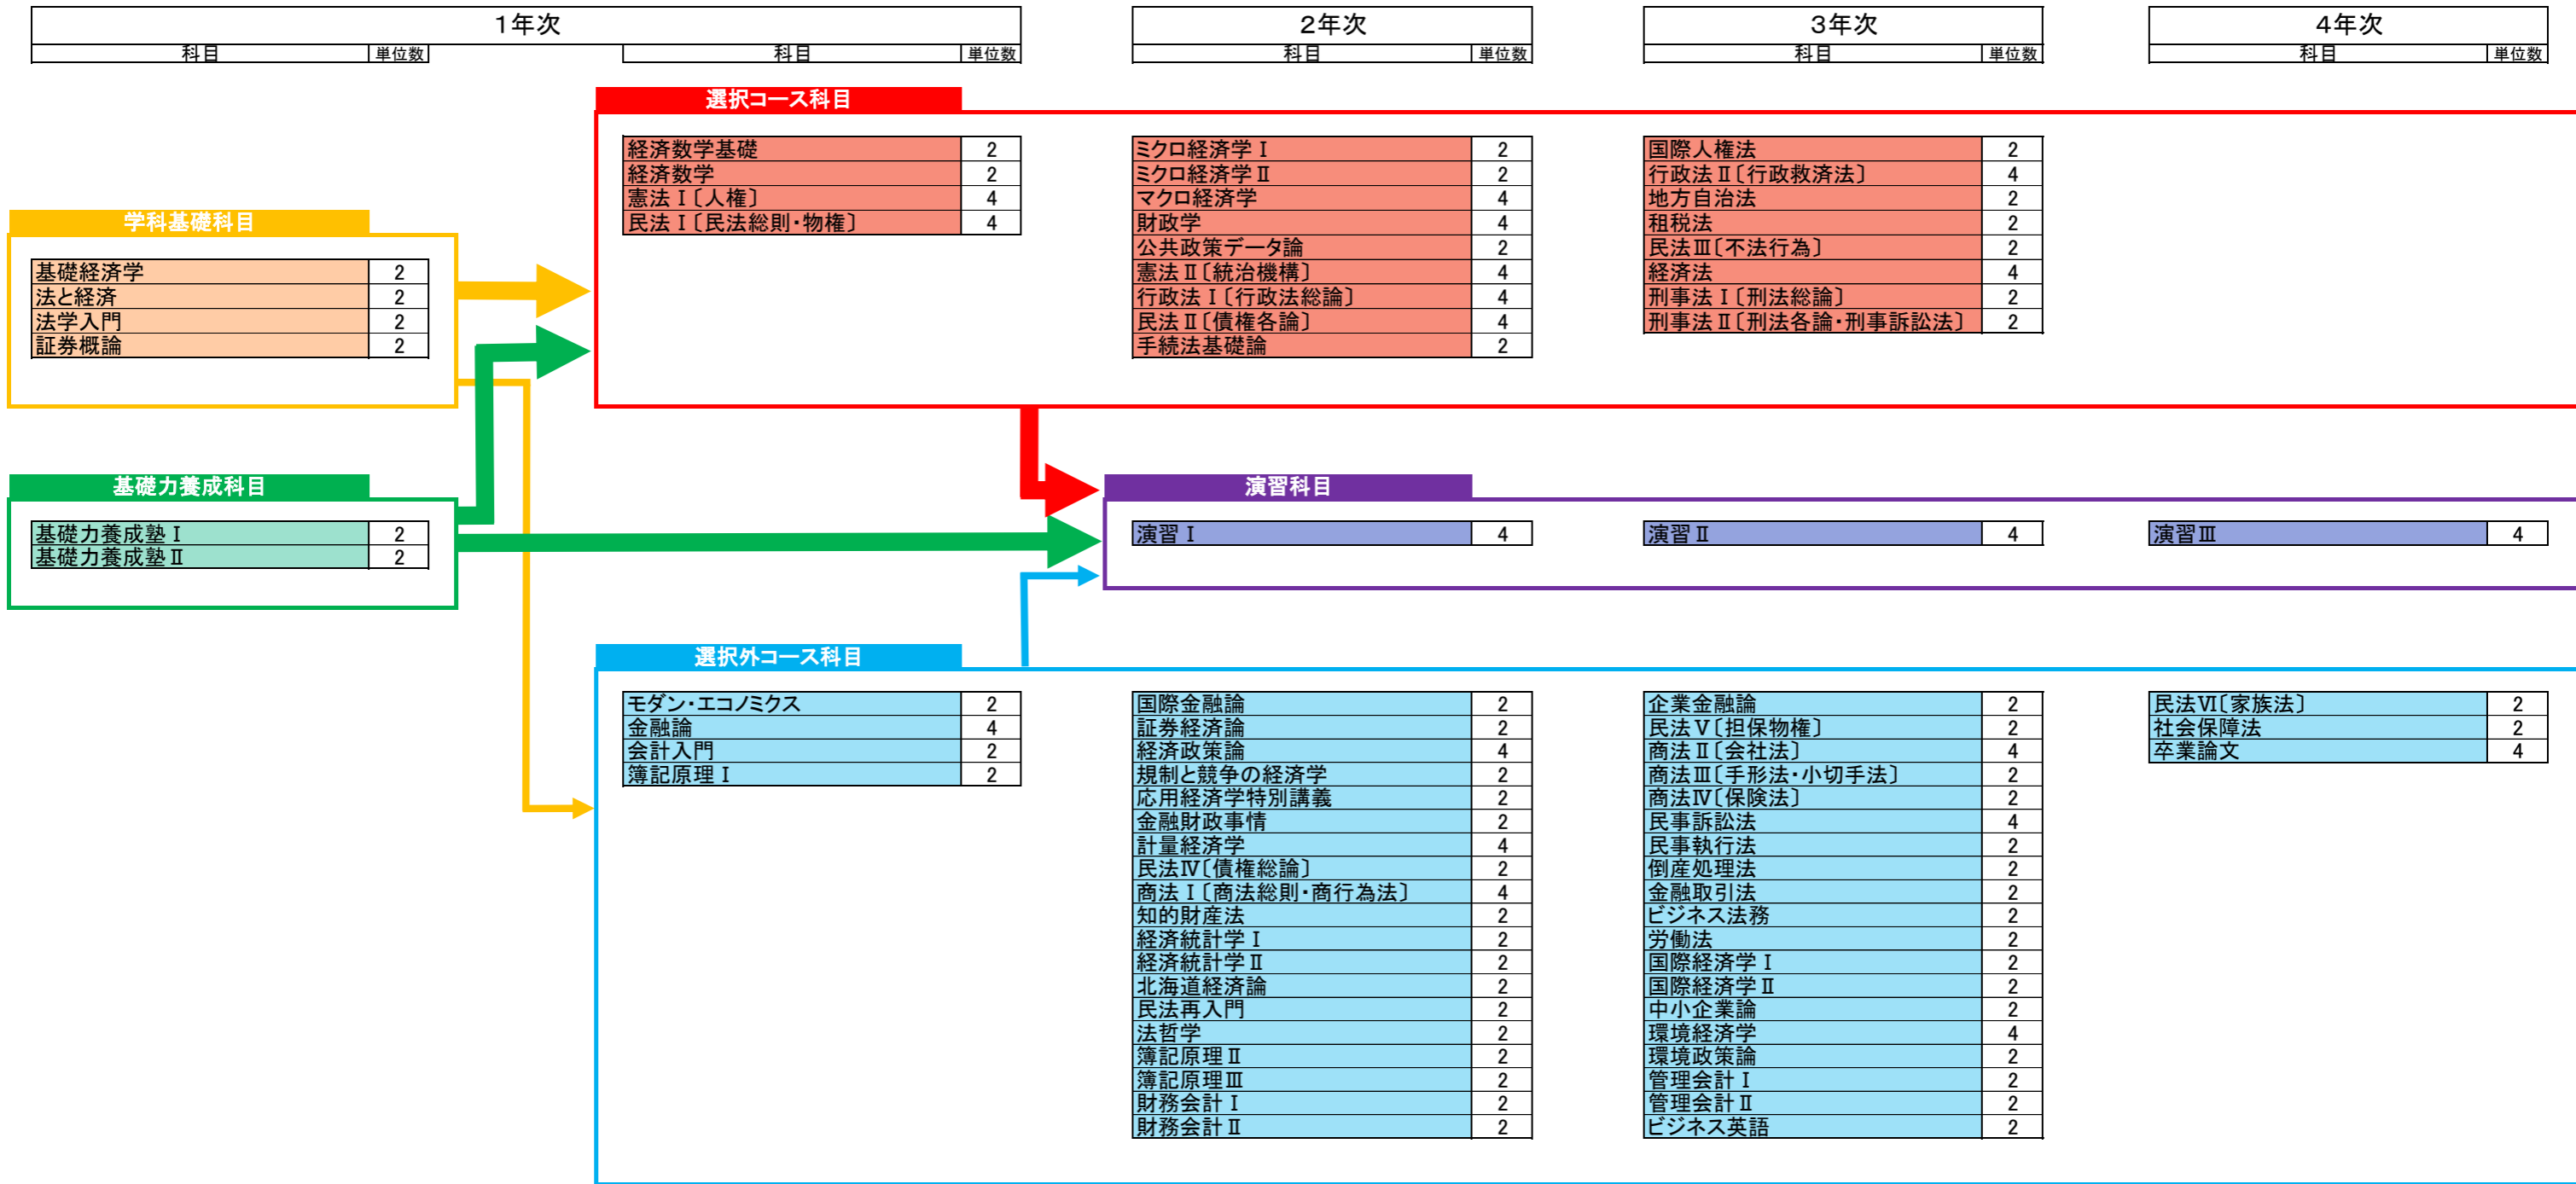 1年次
科目 単位数 科目 単位数
2年次
科目 単位数
3年次
科目 単位数
4年次
科目 単位数
選択コース科目
経済数学基礎 2
経済数学 2
憲法Ⅰ〔人権〕 4
民法Ⅰ〔民法総則・物権〕 4
ミクロ経済学Ⅰ 2
ミクロ経済学Ⅱ 2
マクロ経済学 4
財政学 4
公共政策データ論 2
憲法Ⅱ〔統治機構〕 4
行政法Ⅰ〔行政法総論〕 4
民法Ⅱ〔債権各論〕 4
手続法基礎論 2
国際人権法 2
行政法Ⅱ〔行政救済法〕 4
地方自治法 2
租税法 2
民法Ⅲ〔不法行為〕 2
経済法 4
刑事法Ⅰ〔刑法総論〕 2
刑事法Ⅱ〔刑法各論・刑事訴訟法〕 2
学科基礎科目
基礎経済学 2
法と経済 2
法学入門 2
証券概論 2
基礎力養成科目
基礎力養成塾Ⅰ 2
基礎力養成塾Ⅱ 2
演習科目
演習Ⅰ 4
演習Ⅱ 4
演習Ⅲ 4
選択外コース科目
モダン・エコノミクス 2
金融論 4
会計入門 2
簿記原理Ⅰ 2
国際金融論 2
証券経済論 2
経済政策論 4
規制と競争の経済学 2
応用経済学特別講義 2
金融財政事情 2
計量経済学 4
民法Ⅳ〔債権総論〕 2
商法Ⅰ〔商法総則・商行為法〕 4
知的財産法 2
経済統計学Ⅰ 2
経済統計学Ⅱ 2
北海道経済論 2
民法再入門 2
法哲学 2
簿記原理Ⅱ 2
簿記原理Ⅲ 2
財務会計Ⅰ 2
財務会計Ⅱ 2
企業金融論 2
民法Ⅴ〔担保物権〕 2
商法Ⅱ〔会社法〕 4
商法Ⅲ〔手形法・小切手法〕 2
商法Ⅳ〔保険法〕 2
民事訴訟法 4
民事執行法 2
倒産処理法 2
金融取引法 2
ビジネス法務 2
労働法 2
国際経済学Ⅰ 2
国際経済学Ⅱ 2
中小企業論 2
環境経済学 4
環境政策論 2
管理会計Ⅰ 2
管理会計Ⅱ 2
ビジネス英語 2
民法Ⅵ〔家族法〕 2
社会保障法 2
卒業論文 4